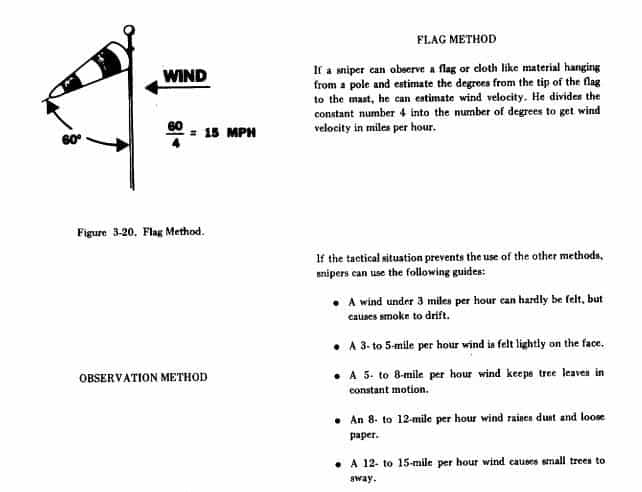 WIND
60
4
= 15 MPH
60°
Figure 3-20. Flag Method.
FLAG METHOD
If a sniper can observe a flag or cloth like material hanging
from a pole and estimate the degrees from the tip of the flag
to the mast, he can estimate wind velocity. He divides the
constant number 4 into the number of degrees to get wind
velocity in miles per hour.
OBSERVATION METHOD
If the tactical situation prevents the use of the other methods,
snipers can use the following guides:
● A wind under 3 miles per hour can hardly be felt, but
causes smoke to drift.
● A 3- to 5-mile per hour wind is felt lightly on the face.
● A 5- to 8-mile per hour wind keeps tree leaves in
constant motion.
● An 8- to 12-mile per hour wind raises dust and loose
paper.
● A 12- to 15-mile per hour wind causes small trees to
sway.